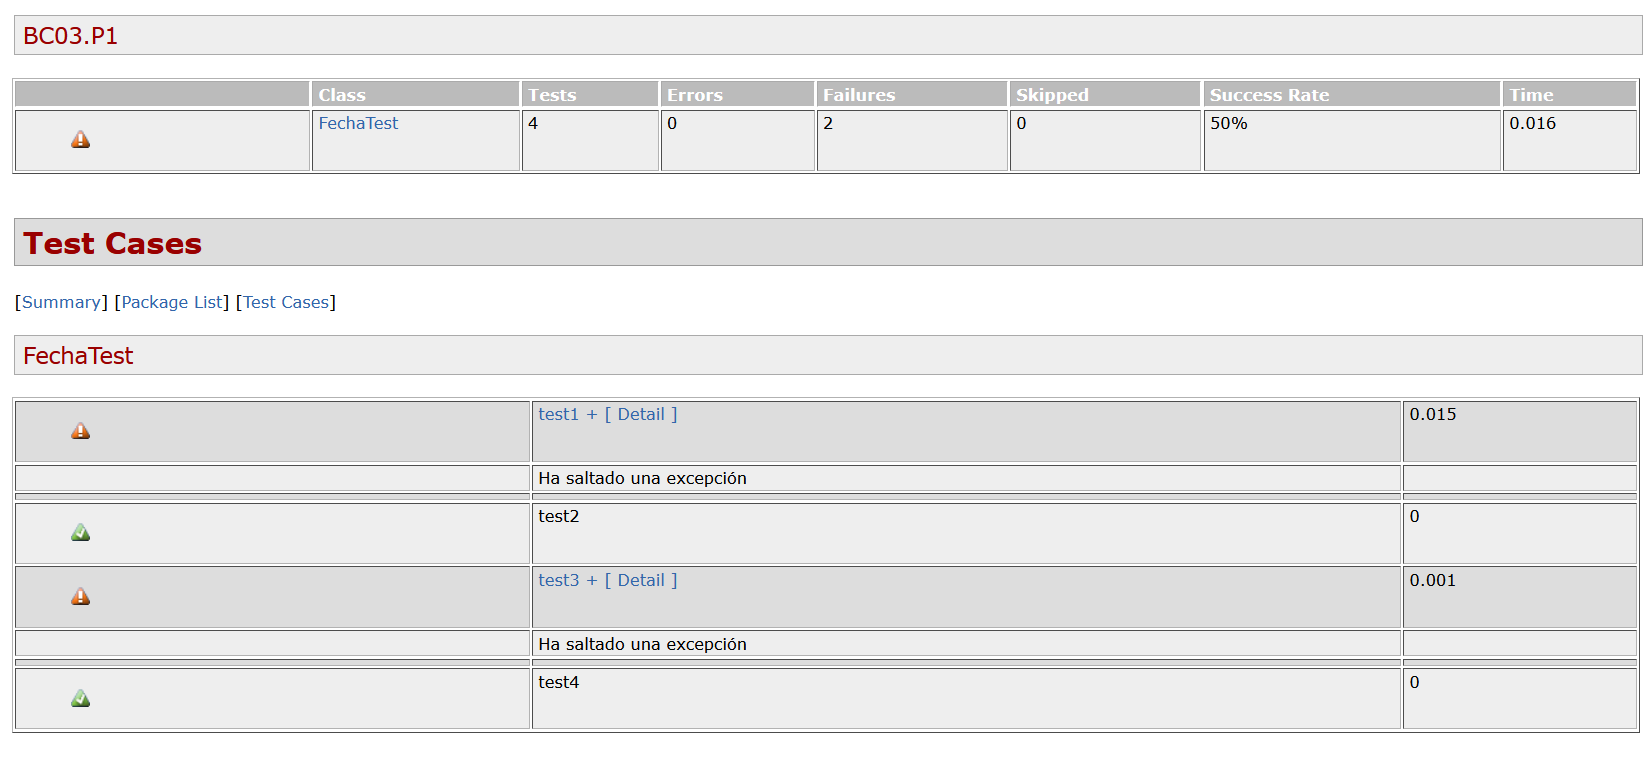 BC03.P1
Class Tests Errors Failures Skipped Success Rate Time
FechaTest 4 0 2 0 50% 0.016
Test Cases
[Summary] [Package List] [Test Cases]
FechaTest
test1 + [ Detail ] 0.015
Ha saltado una excepción
test2 0
test3 + [ Detail ] 0.001
Ha saltado una excepción
test4 0